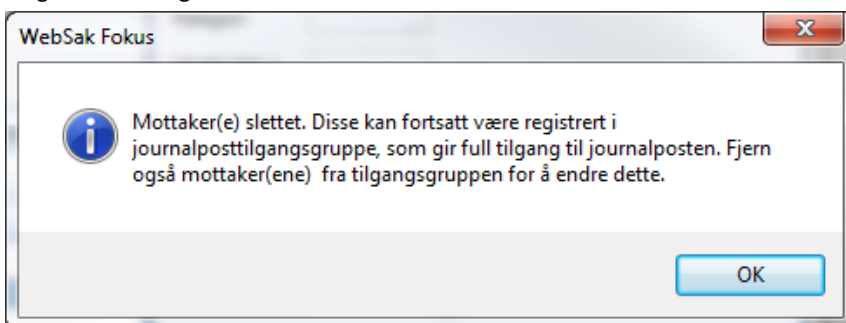 WebSak Fokus
Mottaker(e) slettet. Disse kan fortsatt være registrert i
journalposttilgangsgruppe, som gir full tilgang til journalposten. Fjern
også mottaker(ene) fra tilgangsgruppen for å endre dette.
OK